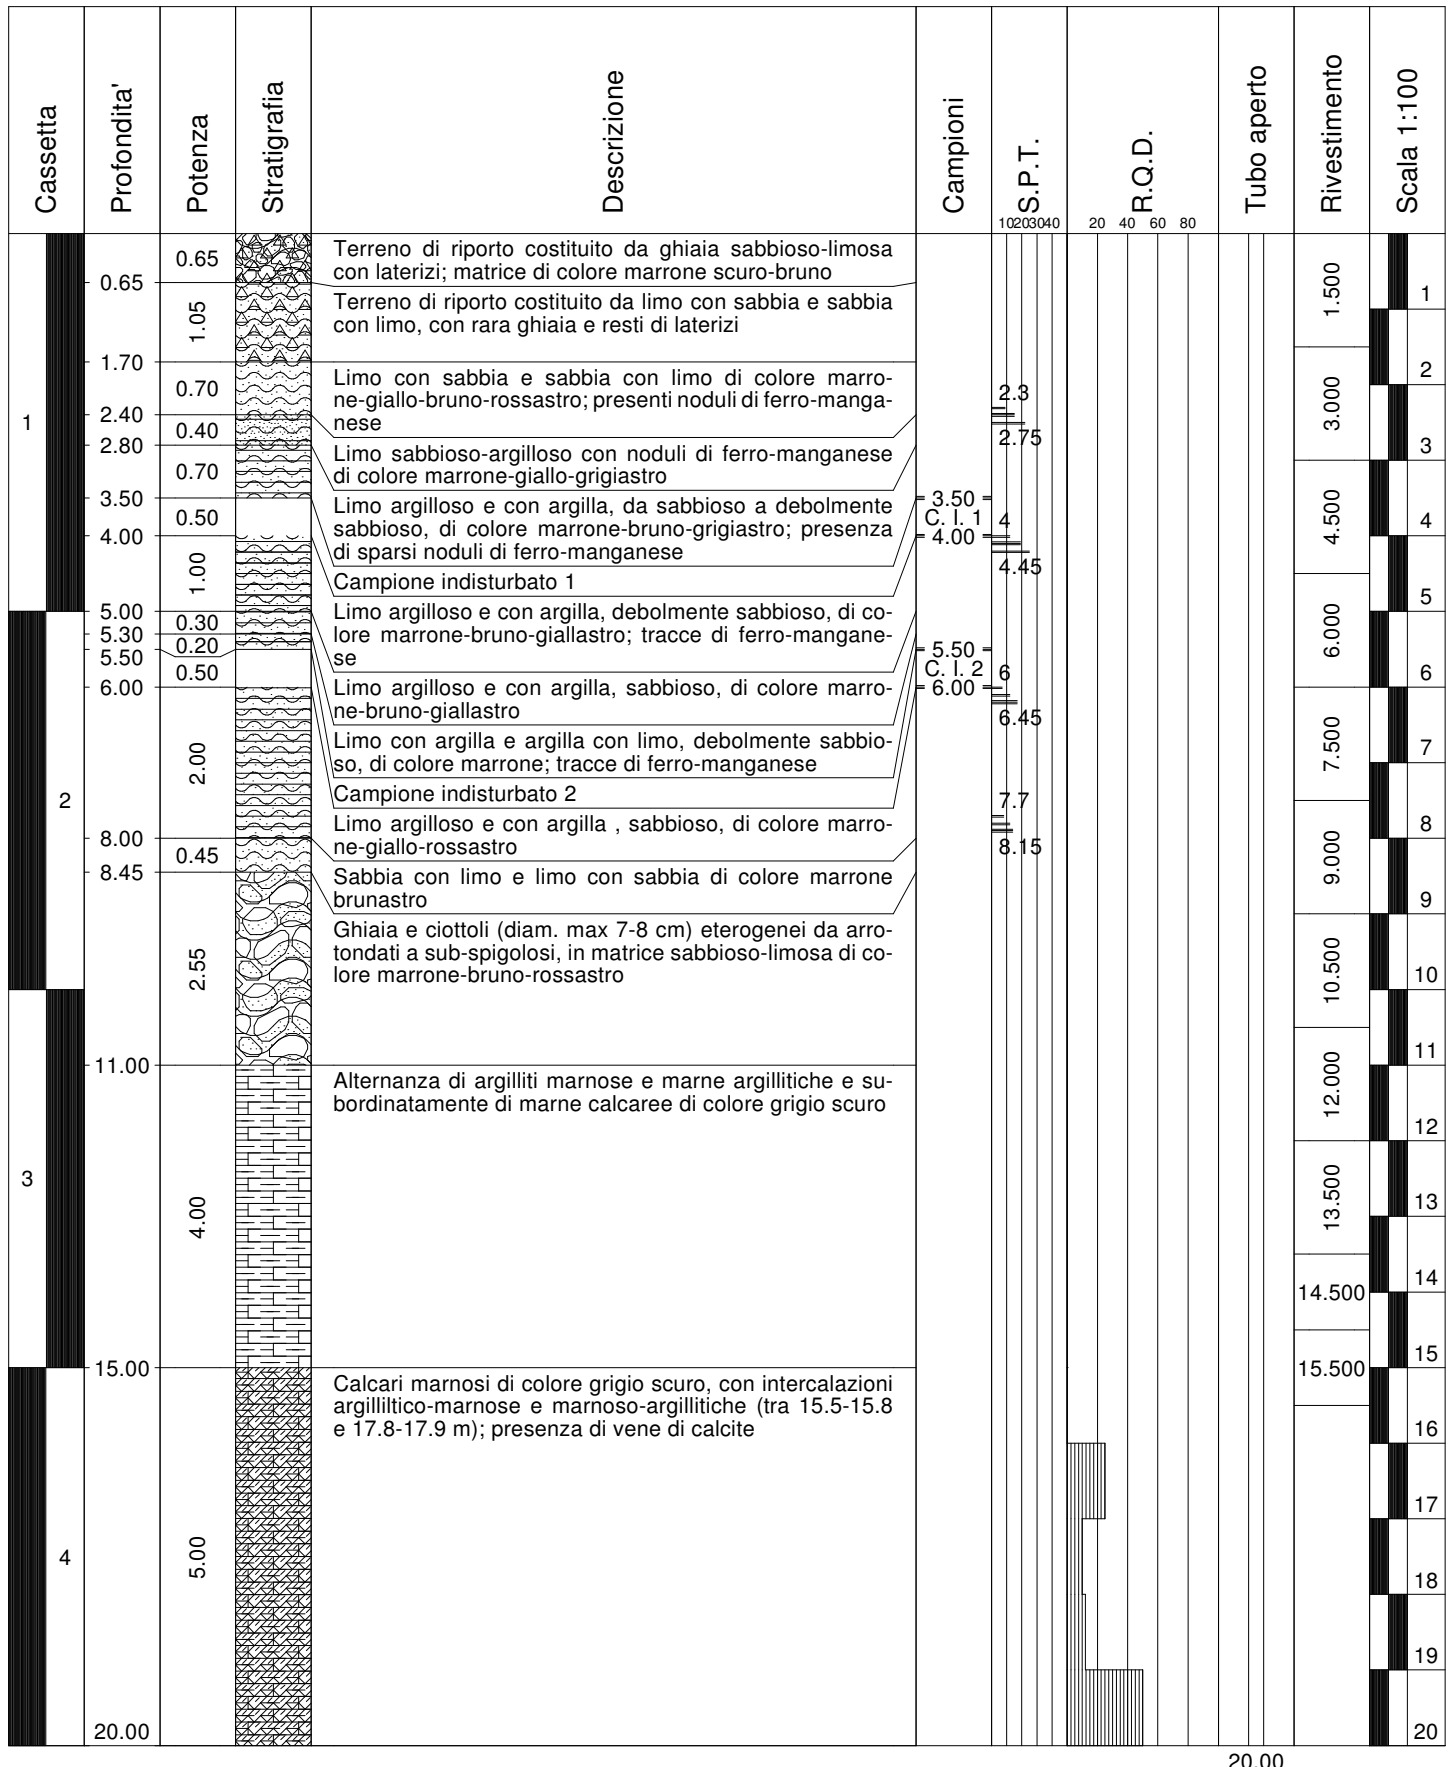 Cassetta
Profondita'
Potenza
Stratigrafia
Descrizione
Campioni
S.P.T.
R.Q.D.
Tubo aperto
Rivestimento
Scala 1:100
10 20 30 40
20 40 60 80
0.65
Terreno di riporto costituito da ghiaia sabbioso-limosa
con laterizi; matrice di colore marrone scuro-bruno
0.65
1.05
Terreno di riporto costituito da limo con sabbia e sabbia
con limo, con rara ghiaia e resti di laterizi
1.500
1
1.70
0.70
Limo con sabbia e sabbia con limo di colore marro-
ne-giallo-bruno-rossastro; presenti noduli di ferro-manga-
nese
2.3
2.75
2
1
2.40
0.40
3.000
2.80
0.70
Limo sabbioso-argilloso con noduli di ferro-manganese
di colore marrone-giallo-grigiastro
3
3.50
0.50
Limo argilloso e con argilla, da sabbioso a debolmente
sabbioso, di colore marrone-bruno-grigiastro; presenza
di sparsi noduli di ferro-manganese
3.50
C. I. 1
4.00
4
4.45
4.500
4
4.00
1.00
Campione indisturbato 1
5
5.00
0.30
Limo argilloso e con argilla, debolmente sabbioso, di co-
lore marrone-bruno-giallastro; tracce di ferro-mangane-
se
5.30
0.20
5.50
0.50
5.50
C. I. 2
6.00
6
6.45
6.000
6
6.00
Limo argilloso e con argilla, sabbioso, di colore marro-
ne-bruno-giallastro
2.00
Limo con argilla e argilla con limo, debolmente sabbio-
so, di colore marrone; tracce di ferro-manganese
7.500
7
2
Campione indisturbato 2
7.7
8.15
Limo argilloso e con argilla , sabbioso, di colore marro-
ne-giallo-rossastro
8
8.00
0.45
8.45
Sabbia con limo e limo con sabbia di colore marrone
brunastro
9.000
9
2.55
Ghiaia e ciottoli (diam. max 7-8 cm) eterogenei da arro-
tondati a sub-spigolosi, in matrice sabbioso-limosa di co-
lore marrone-bruno-rossastro
10.500
10
11
11.00
Alternanza di argilliti marnose e marne argillitiche e su-
bordinatamente di marne calcaree di colore grigio scuro
12.000
12
3
4.00
13.500
13
14.500
14
15
15.00
15.500
Calcari marnosi di colore grigio scuro, con intercalazioni
argilliltico-marnose e marnoso-argillitiche (tra 15.5-15.8
e 17.8-17.9 m); presenza di vene di calcite
16
17
4
5.00
18
19
20.00
20
20.00